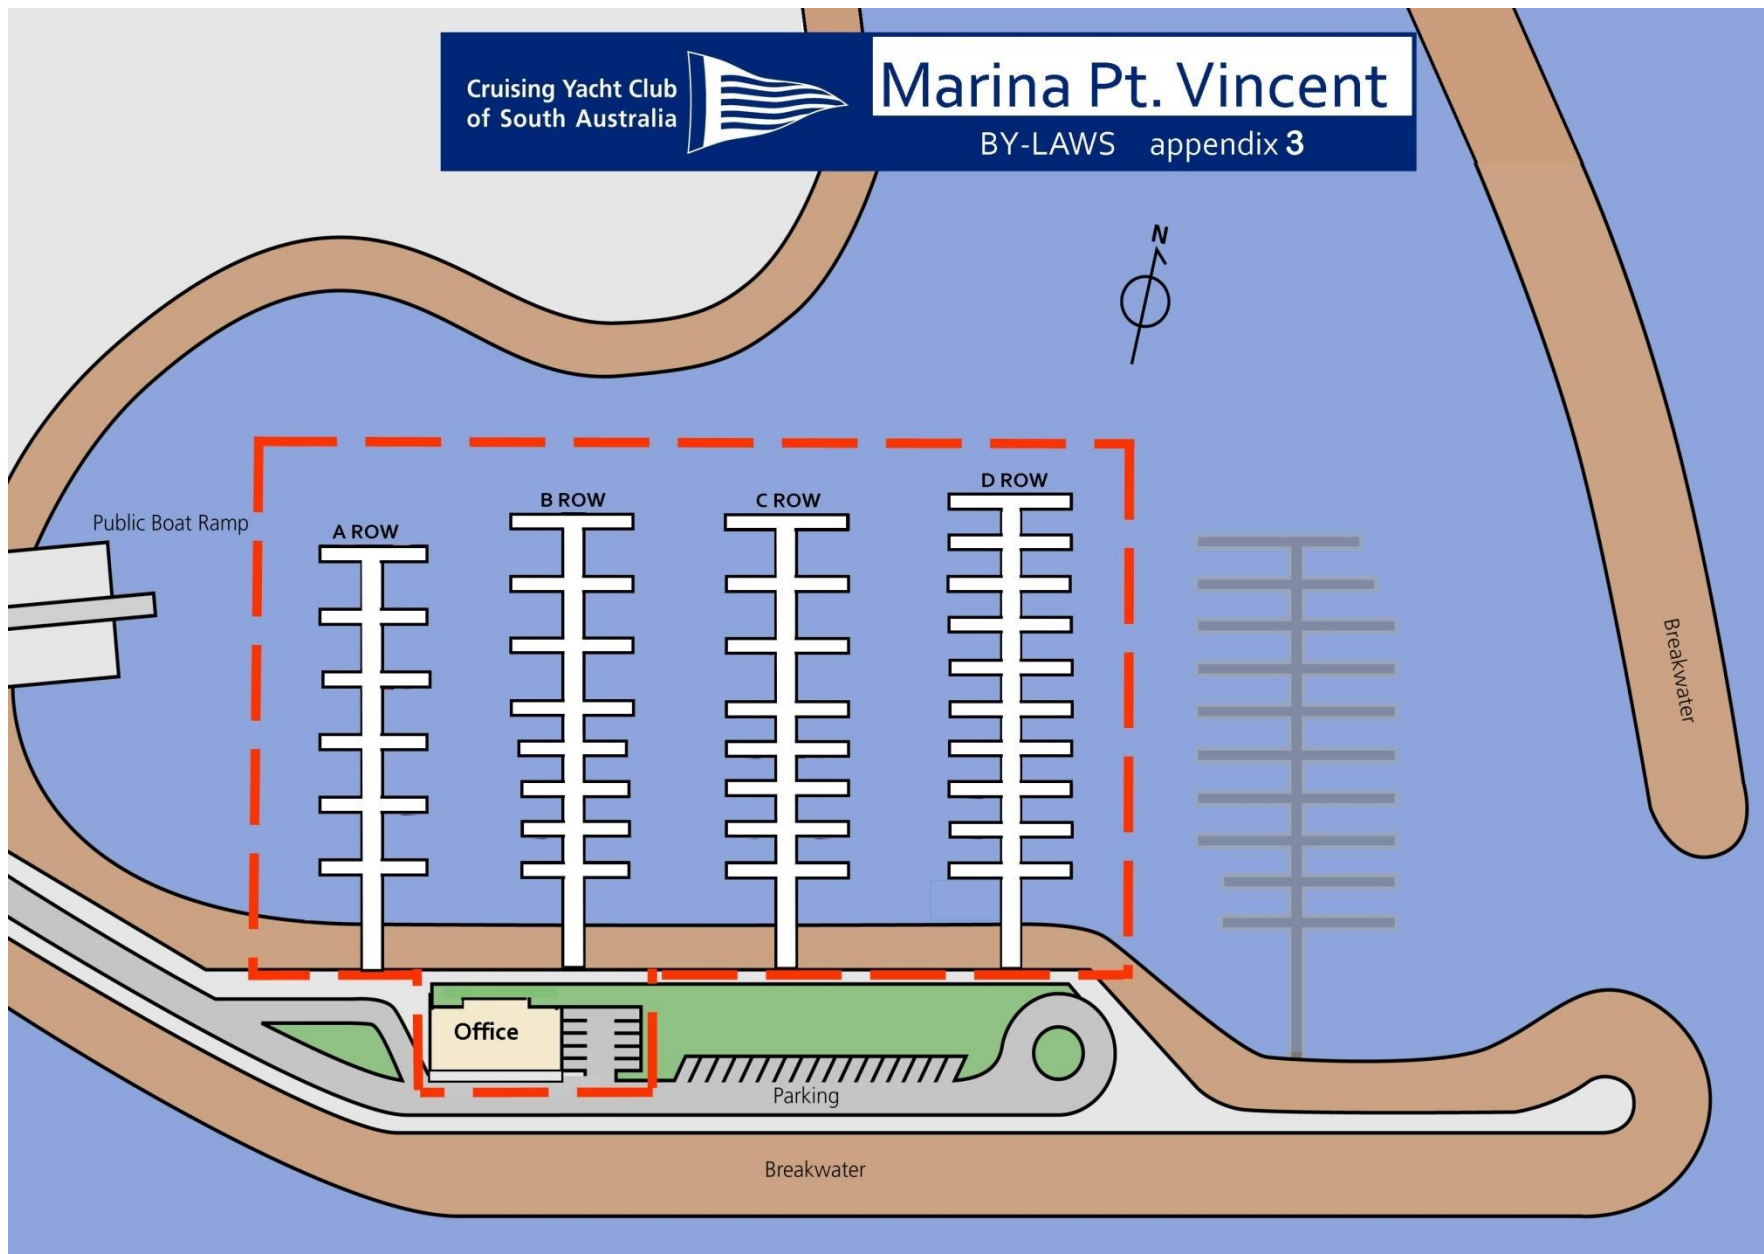 Cruising Yacht Club
of South Australia
Marina Pt. Vincent
BY-LAWS appendix 3
N
D ROW
B ROW
C ROW
A ROW
Public Boat Ramp
Breakwater
Office
Parking
Breakwater